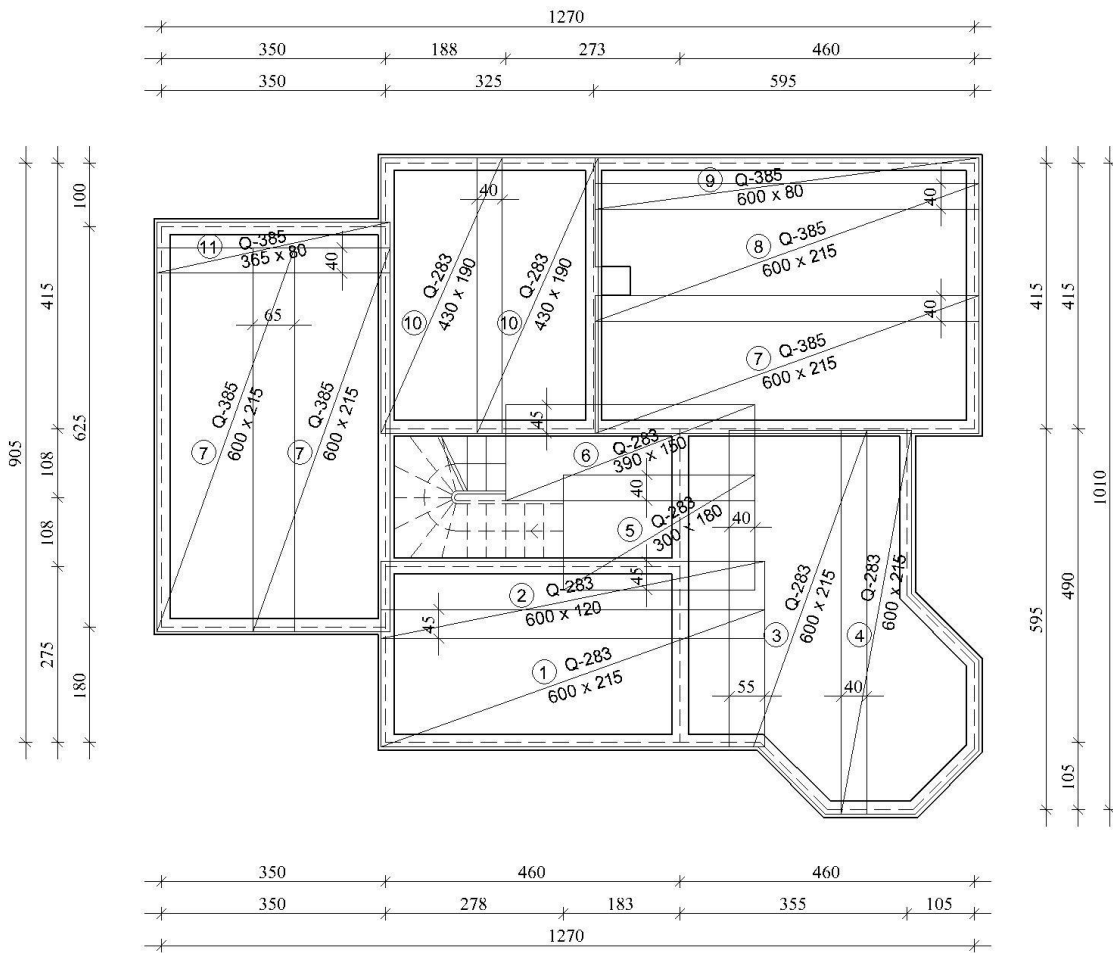 1270
350 188 273 460
350 325 595
905
415 108 108 275
100 625 180
11 Q-385
365 x 80
40
65
7 Q-385
600 x 215
7 Q-385
600 x 215
40
10 Q-283
430 x 190
10 Q-283
430 x 190
9 Q-385
600 x 80
40
8 Q-385
600 x 215
40
7 Q-385
600 x 215
45
6 Q-283
390 x 150
40
5 Q-283
300 x 180
40
45
2 Q-283
600 x 120
45
1 Q-283
600 x 215
3 Q-283
600 x 215
4 Q-283
600 x 215
55 40
415 595
415 490 105
1010
350 460 460
350 278 183 355 105
1270